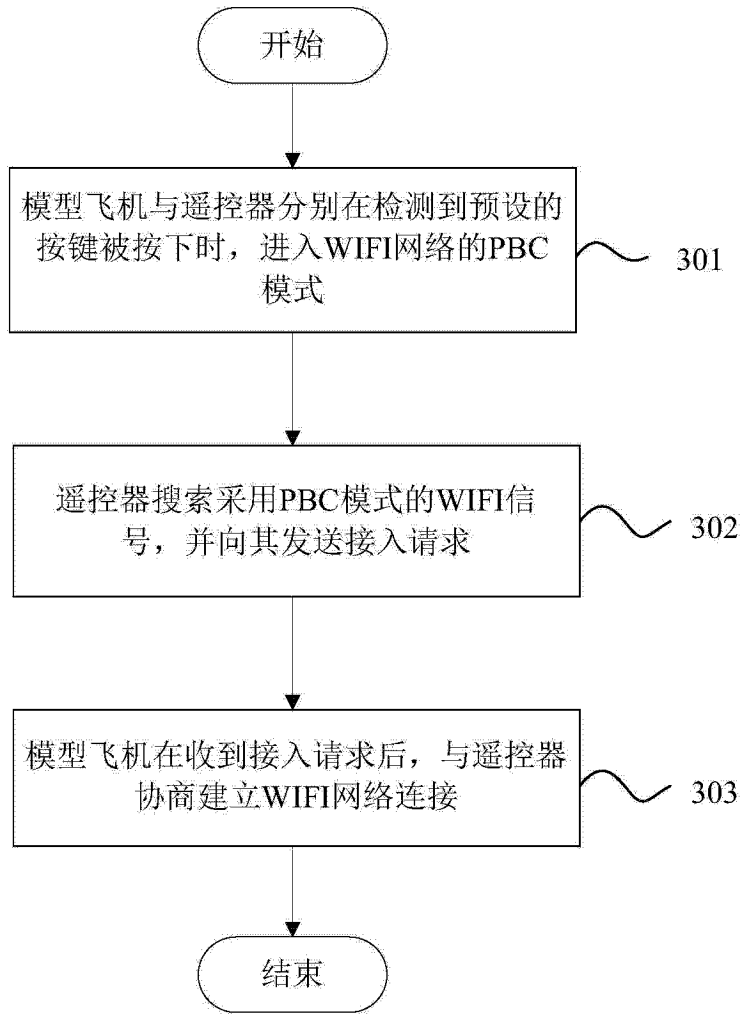 开始
模型飞机与遥控器分别在检测到预设的
按键被按下时，进入WIFI网络的PBC
模式
301
遥控器搜索采用PBC模式的WIFI信
号，并向其发送接入请求
302
模型飞机在收到接入请求后，与遥控器
协商建立WIFI网络连接
303
结束